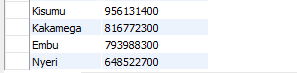 Kisumu 956131400
Kakamega 816772300
Embu 793988300
Nyeri 648522700